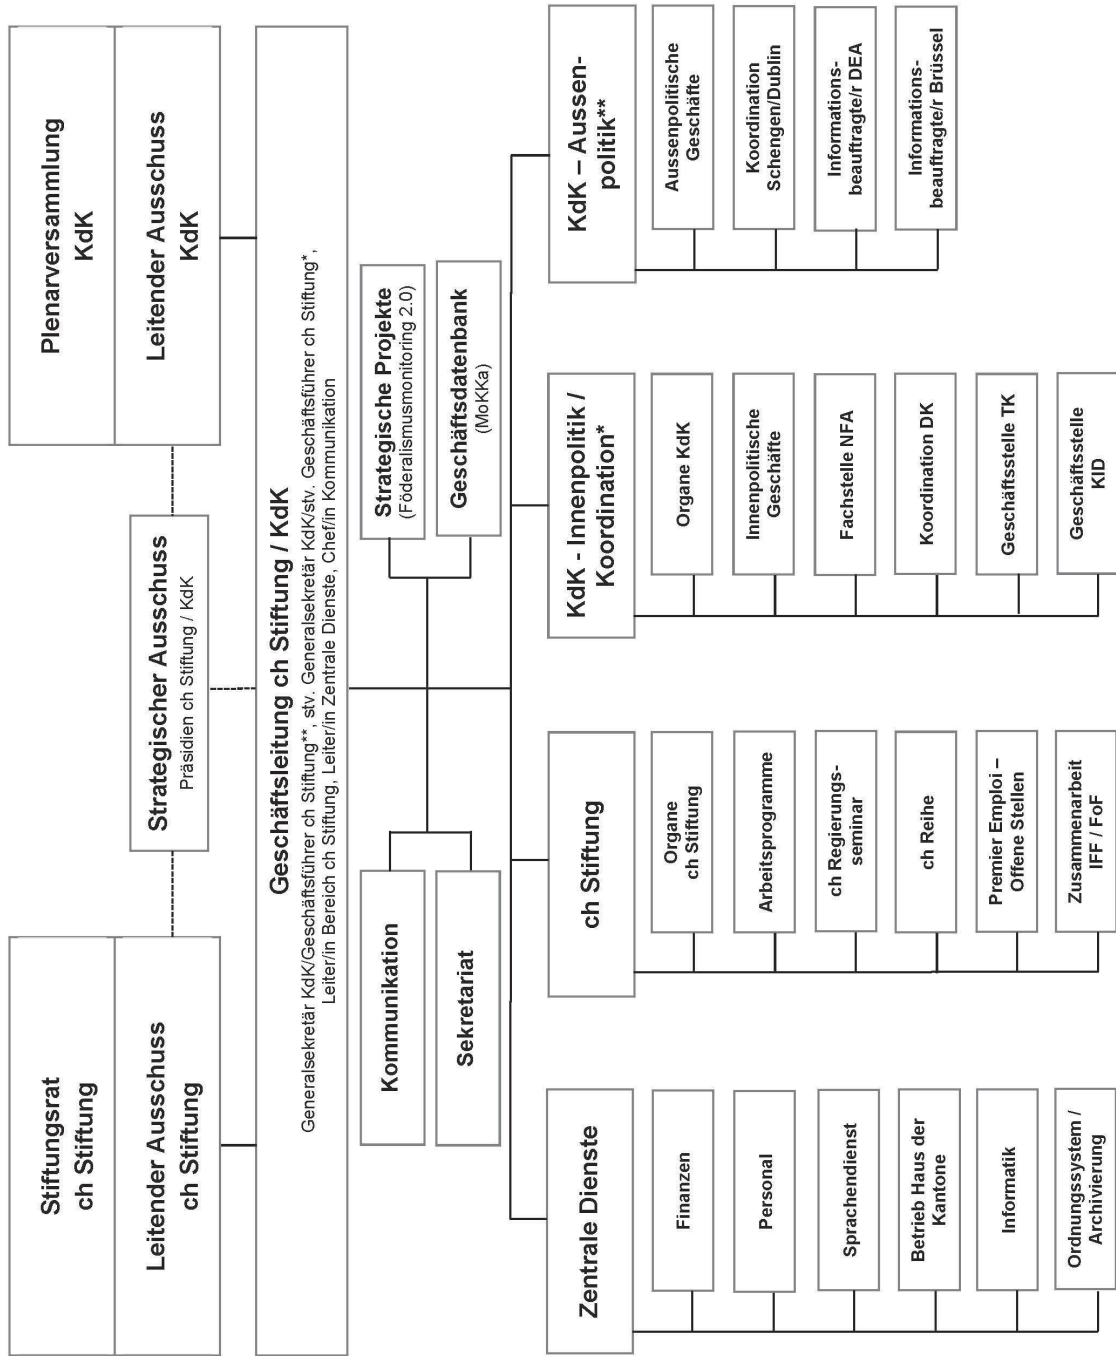 Stiftungsrat
ch Stiftung
Leitender Ausschuss
ch Stiftung
Strategischer Ausschuss
Präsidien ch Stiftung / KdK
Plenarversammlung
KdK
Leitender Ausschuss
KdK
Geschäftsleitung ch Stiftung / KdK
Generalsekretär KdK/Geschäftsführer ch Stiftung**, stv. Generalsekretär KdK/stv. Geschäftsführer ch Stiftung*,
Leiter/in Bereich ch Stiftung, Leiter/in Zentrale Dienste, Chef/in Kommunikation
Kommunikation
Sekretariat
Strategische Projekte
(Föderalismusmonitoring 2.0)
Geschäftsdatenbank
(MoKKa)
Zentrale Dienste
Finanzen
Personal
Sprachendienst
Betrieb Haus der
Kantone
Informatik
Ordnungssystem /
Archivierung
ch Stiftung
Organe
ch Stiftung
Arbeitsprogramme
ch Regierungs-
seminar
ch Reihe
Premier Emploi –
Offene Stellen
Zusammenarbeit
IFF / FoF
KdK - Innenpolitik /
Koordination*
Organe KdK
Innenpolitische
Geschäfte
Fachstelle NFA
Koordination DK
Geschäftsstelle TK
Geschäftsstelle
KID
KdK – Aussen-
politik**
Aussenpolitische
Geschäfte
Koordination
Schengen/Dublin
Informations-
beauftragte/r DEA
Informations-
beauftragte/r Brüssel